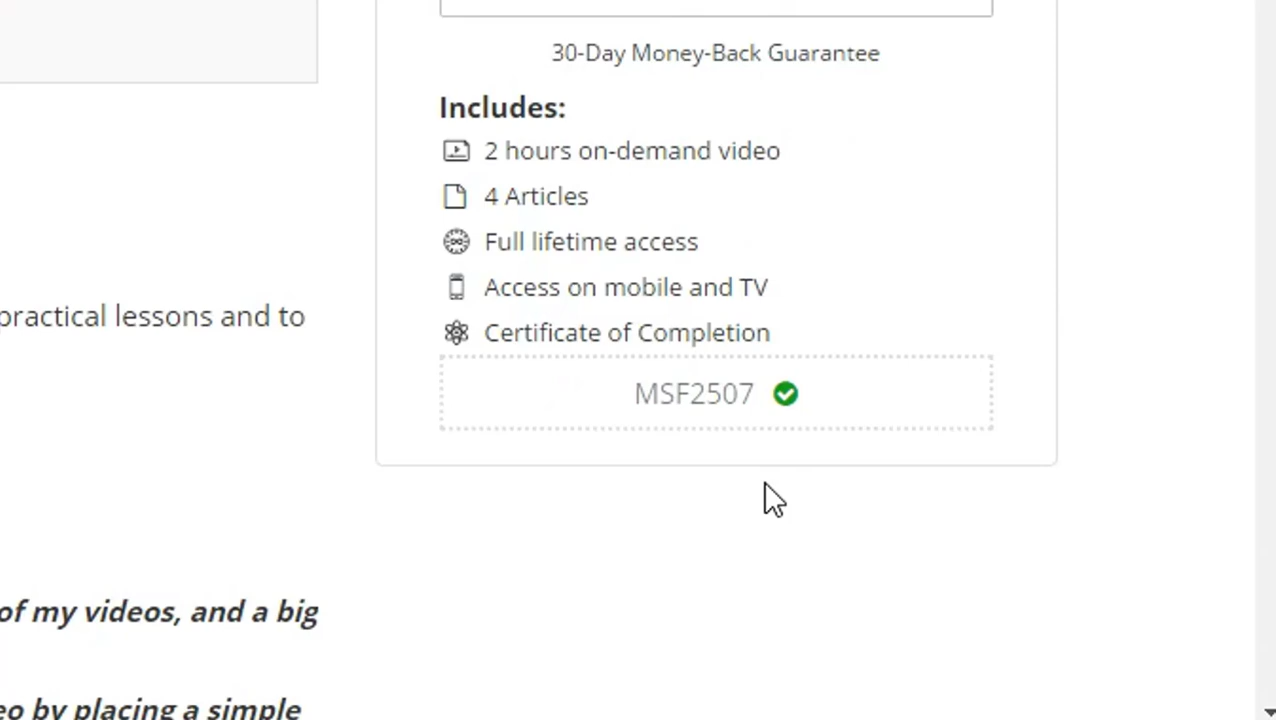 30-Day Money-Back Guarantee
Includes:
2 hours on-demand video
4 Articles
Full lifetime access
Access on mobile and TV
practical lessons and to
Certificate of Completion
MSF2507
of my videos, and a big
eo by placing a simple